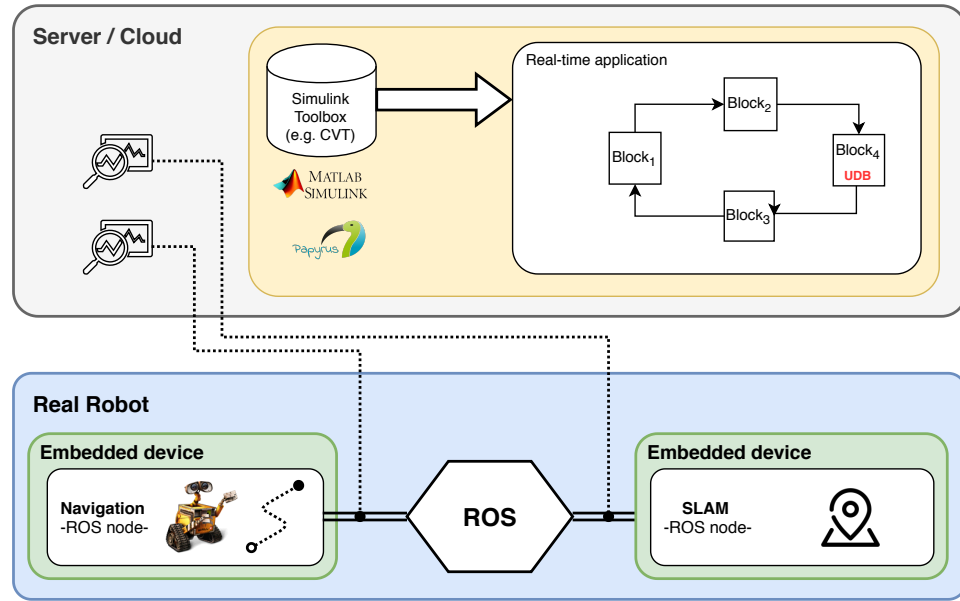 Server / Cloud
Simulink
Toolbox
(e.g. CVT)
MATLAB
SIMULINK
Papyrus
Real-time application
Block1
Block2
Block4
UDB
Block3
Real Robot
Embedded device
Navigation
-ROS node-
ROS
Embedded device
SLAM
-ROS node-